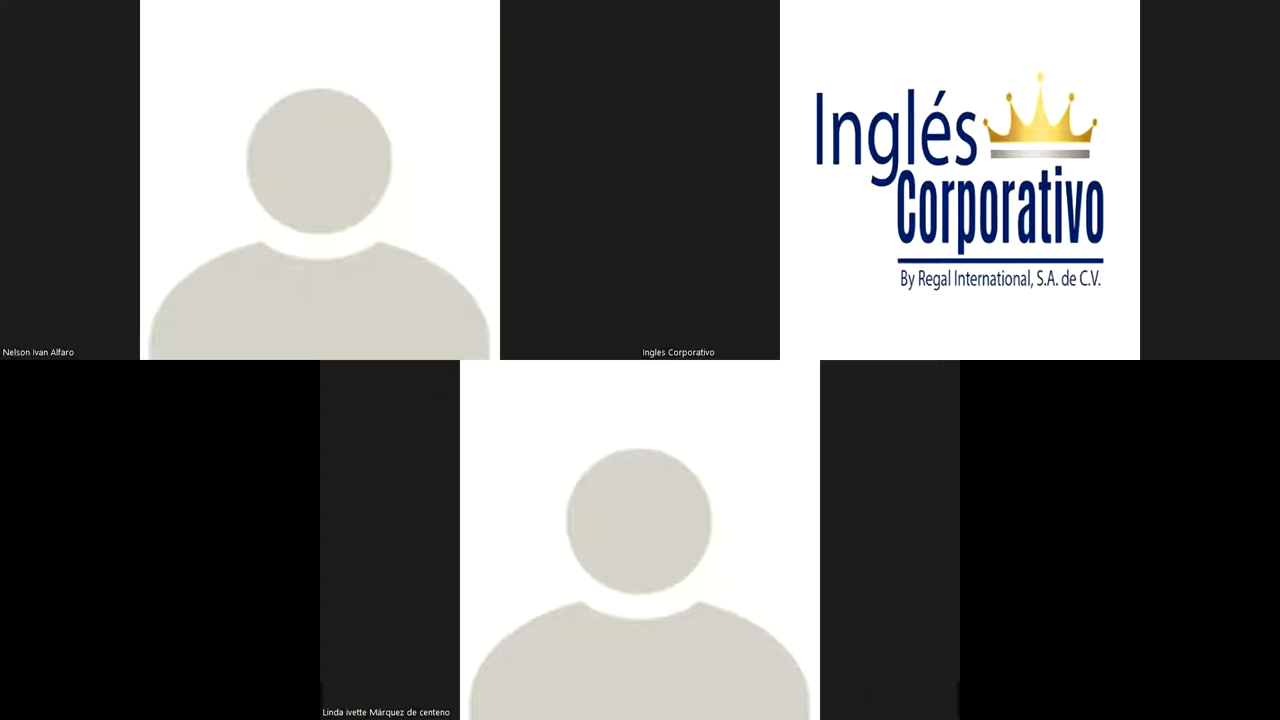 Inglés
Corporativo
By Regal International, S.A. de C.V.
Nelson Ivan Alfaro
Ingles Corporativo
Linda ivette Márquez de centeno